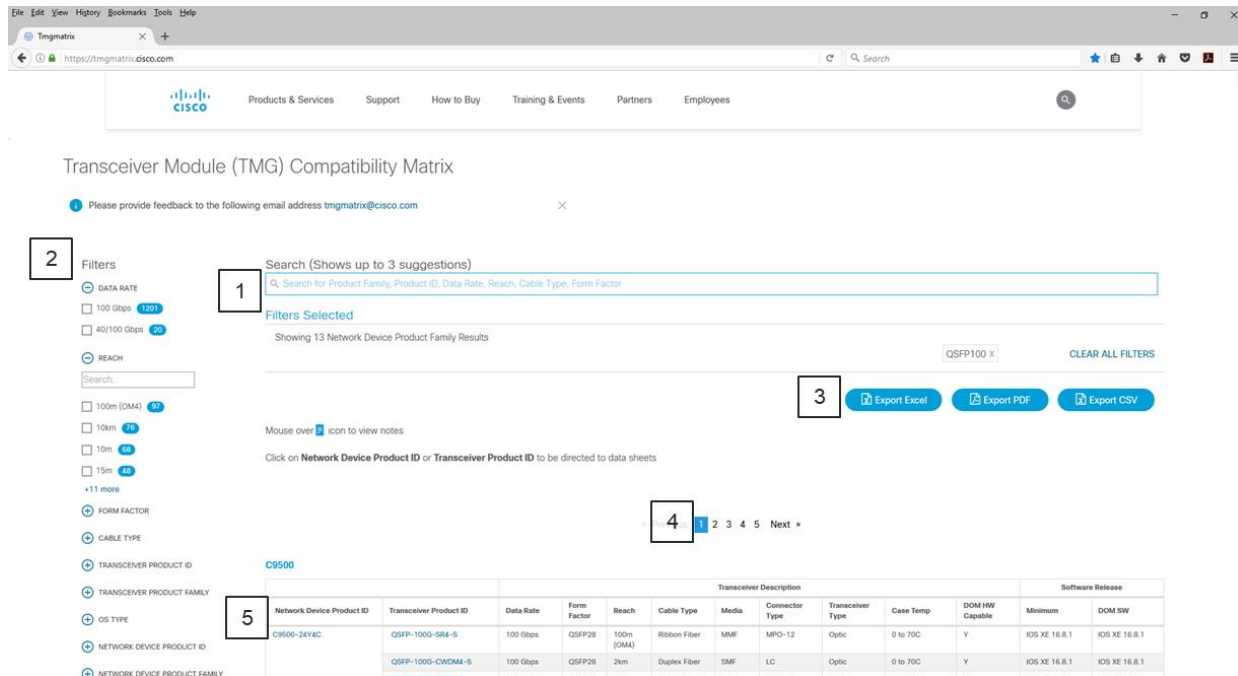 File Edit View History Bookmarks Tools Help
Tmgmatrix
https://tmgmatrix.cisco.com
Search
CISCO
Products & Services Support How to Buy Training & Events Partners Employees
Transceiver Module (TMG) Compatibility Matrix
Please provide feedback to the following email address tmgmatrix@cisco.com
2
Filters
DATA RATE
100 Gbps 1201
40/100 Gbps 20
REACH
Search..
100m (OM4) 97
10km 76
10m 68
15m 48
+11 more
FORM FACTOR
CABLE TYPE
TRANSCEIVER PRODUCT ID
TRANSCEIVER PRODUCT FAMILY
OS TYPE
NETWORK DEVICE PRODUCT ID
NETWORK DEVICE PRODUCT FAMILY
Search (Shows up to 3 suggestions)
1
Search for Product Family, Product ID, Data Rate, Reach, Cable Type, Form Factor
Filters Selected
Showing 13 Network Device Product Family Results
QSFP100 x
CLEAR ALL FILTERS
3
Export Excel Export PDF Export CSV
Mouse over icon to view notes
Click on Network Device Product ID or Transceiver Product ID to be directed to data sheets
4
1 2 3 4 5 Next »
C9500
Transceiver Description Software Release
5
Network Device Product ID Transceiver Product ID Data Rate Form Factor Reach Cable Type Media Connector Type Transceiver Type Case Temp DOM HW Capable Minimum DOM SW
C9500-24Y4C QSFP-100G-SR4-S 100 Gbps QSFP28 100m (OM4) Ribbon Fiber MMF MPO-12 Optic 0 to 70C Y IOS XE 16.8.1 IOS XE 16.8.1
QSFP-100G-CWDM4-S 100 Gbps QSFP28 2km Duplex Fiber SMF LC Optic 0 to 70C Y IOS XE 16.8.1 IOS XE 16.8.1